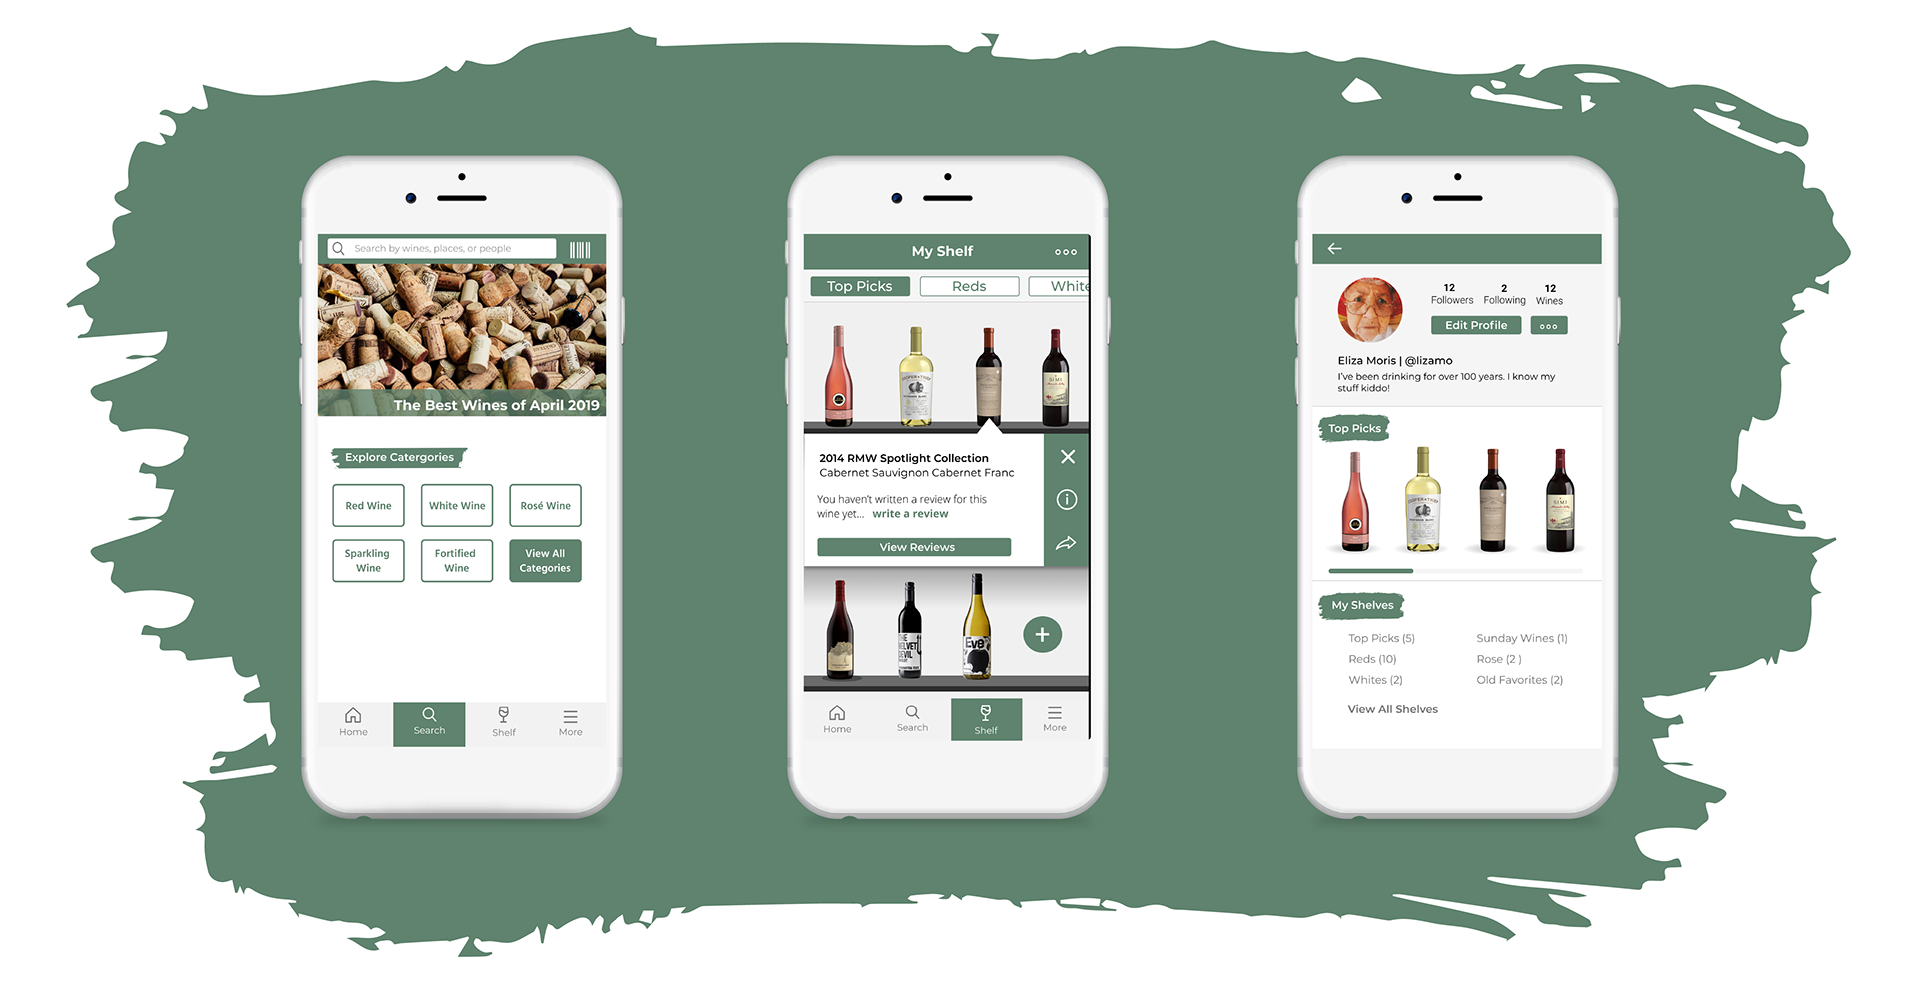 Search by wines, places, or people
The Best Wines of April 2019
Explore Catergories
Red Wine
White Wine
Rosé Wine
Sparkling
Wine
Fortified
Wine
View All
Categories
Home
Search
Shelf
More
My Shelf
Top Picks
Reds
White
2014 RMW Spotlight Collection
Cabernet Sauvignon Cabernet Franc
You haven't written a review for this
wine yet... write a review
View Reviews
THE
VELVET
DEVIL
Eve
Home
Search
Shelf
More
12
Followers
2
Following
12
Wines
Edit Profile
Eliza Moris | @lizamo
I've been drinking for over 100 years. I know my
stuff kiddo!
Top Picks
SIMI
My Shelves
Top Picks (5)
Sunday Wines (1)
Reds (10)
Rose (2 )
Whites (2)
Old Favorites (2)
View All Shelves